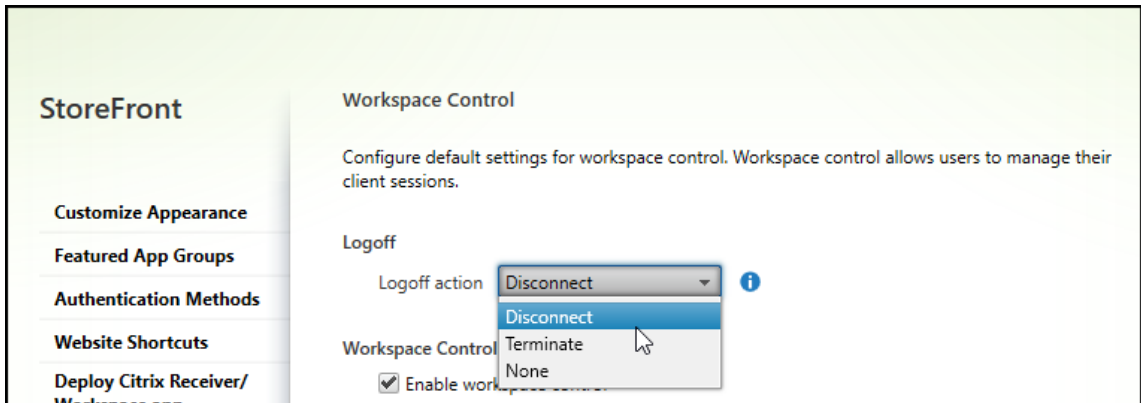 StoreFront
Customize Appearance
Featured App Groups
Authentication Methods
Website Shortcuts
Deploy Citrix Receiver/
Workspace app
Workspace Control
Configure default settings for workspace control. Workspace control allows users to manage their
client sessions.
Logoff
Logoff action Disconnect
Disconnect
Terminate
None
Workspace Control
Enable workspace control